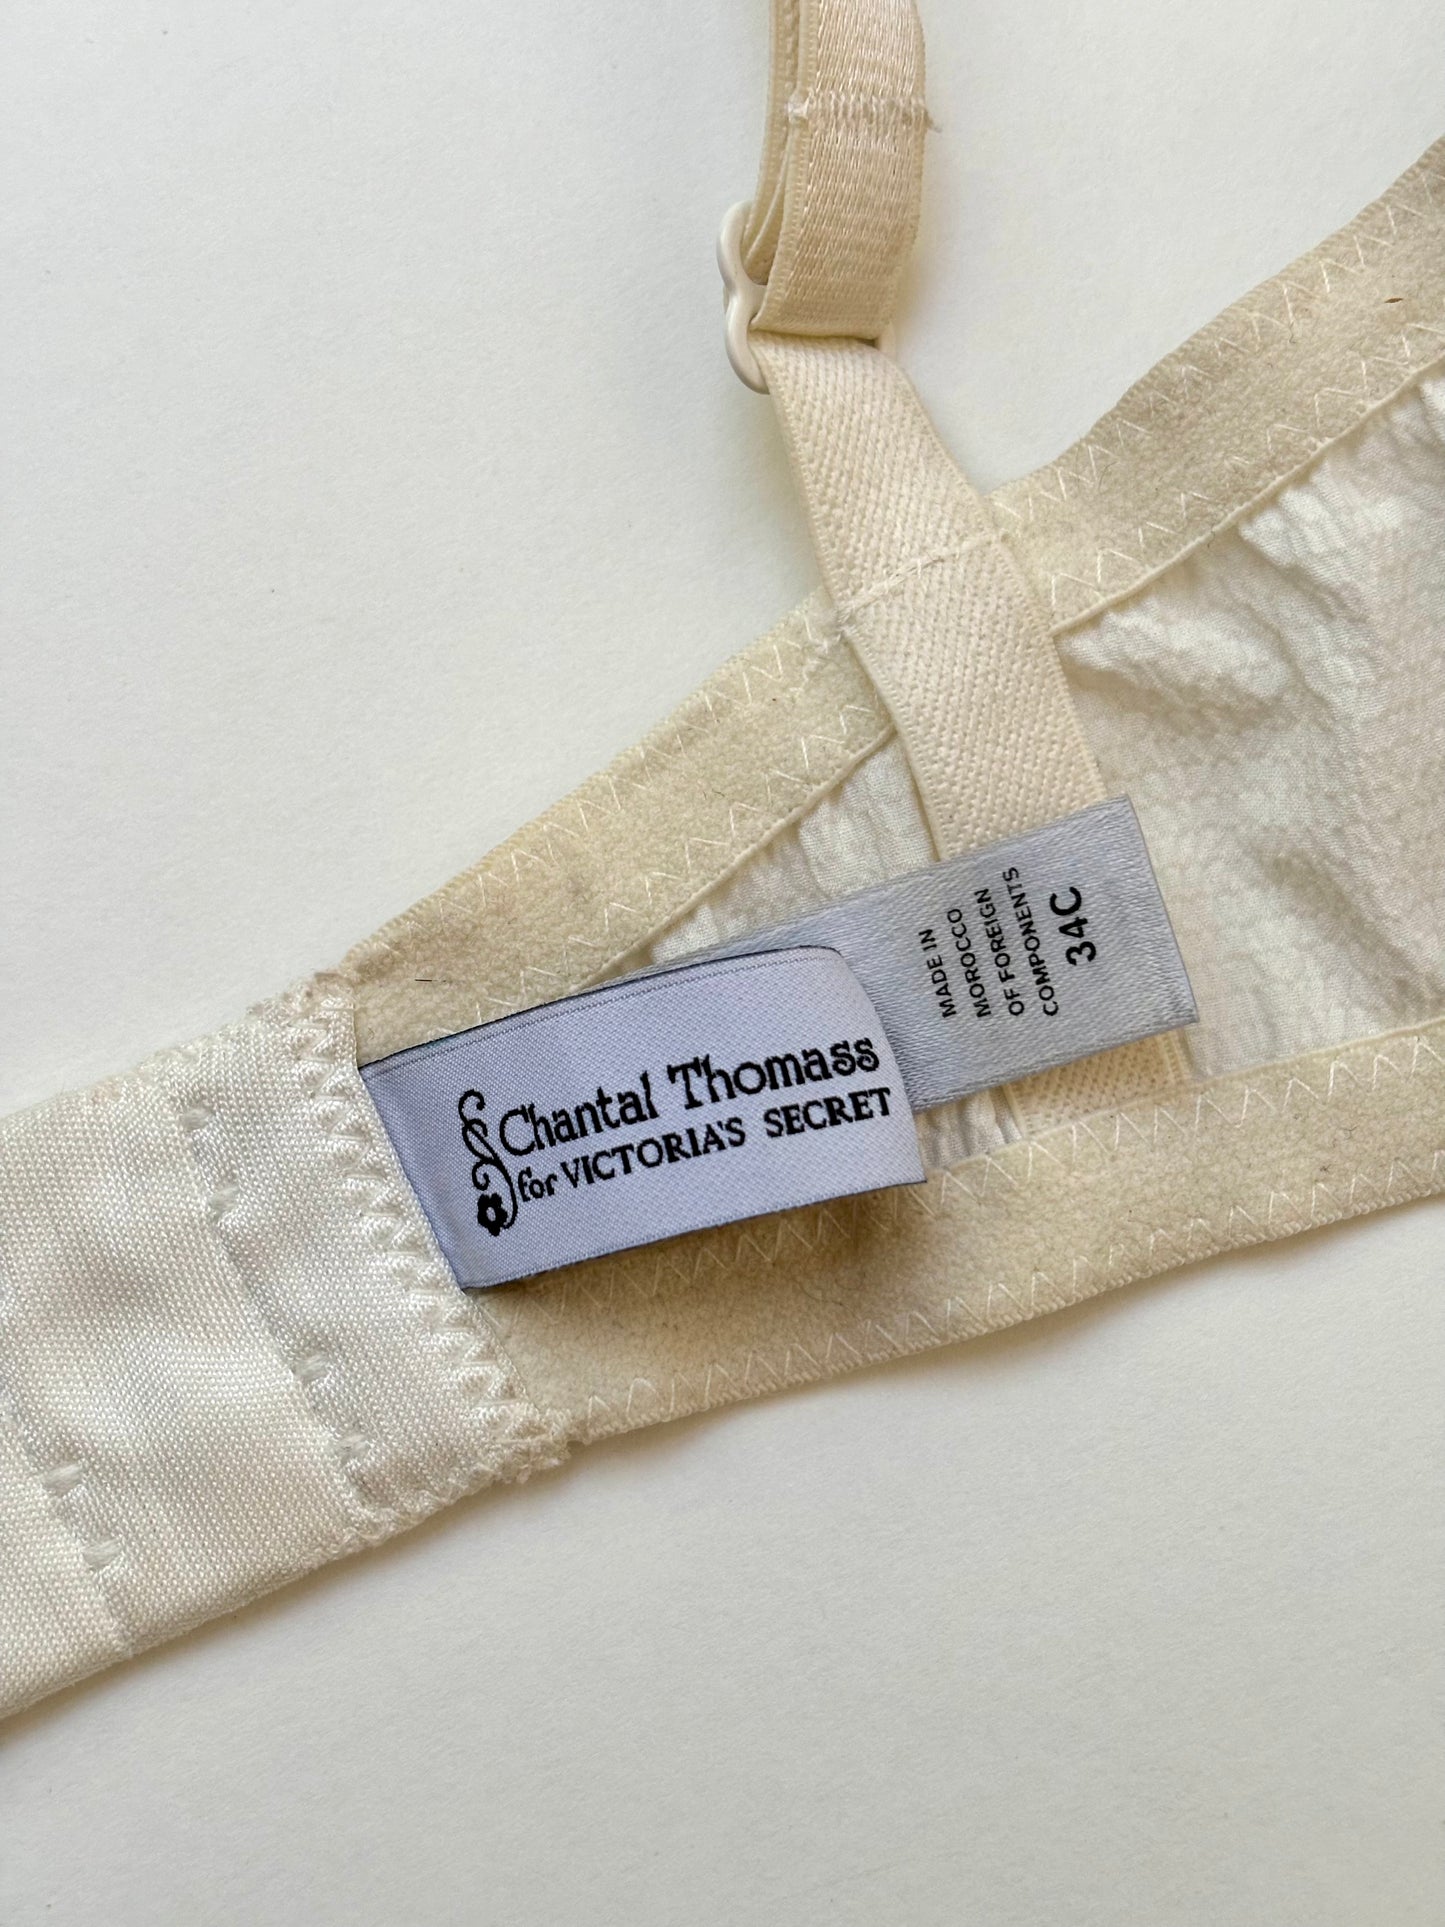 Chantal Thomass
for VICTORIA'S SECRET
MADE IN
MOROCCO
OF FOREIGN
COMPONENTS
34C